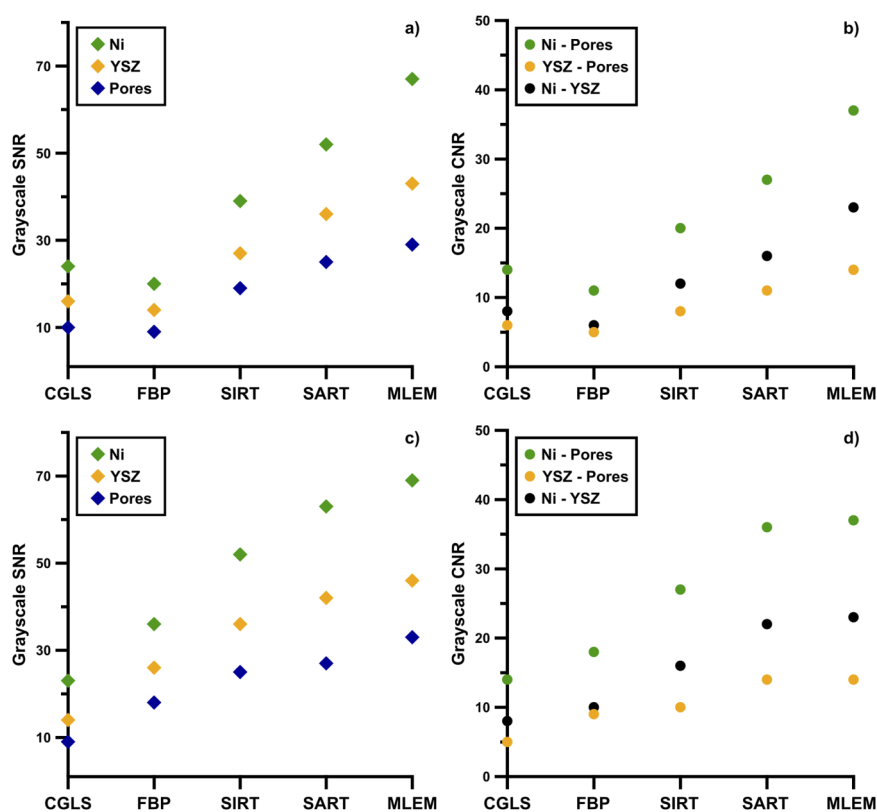 a)
Ni
YSZ
Pores
Grayscale SNR
70
50
30
10
CGLS FBP SIRT SART MLEM
b)
Ni - Pores
YSZ - Pores
Ni - YSZ
Grayscale CNR
50
40
30
20
10
0
CGLS FBP SIRT SART MLEM
c)
Ni
YSZ
Pores
Grayscale SNR
70
50
30
10
CGLS FBP SIRT SART MLEM
d)
Ni - Pores
YSZ - Pores
Ni - YSZ
Grayscale CNR
50
40
30
20
10
0
CGLS FBP SIRT SART MLEM